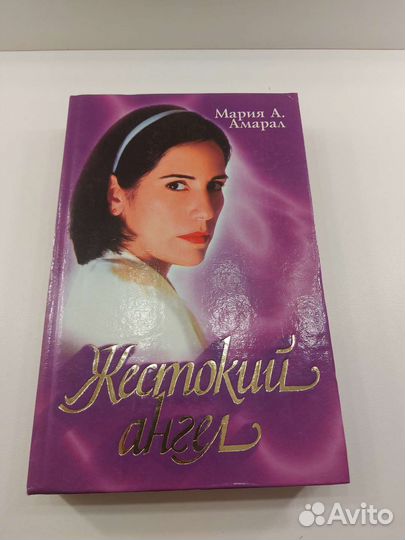 Мария А.
Амарал
Жестокий
ангел
Avito